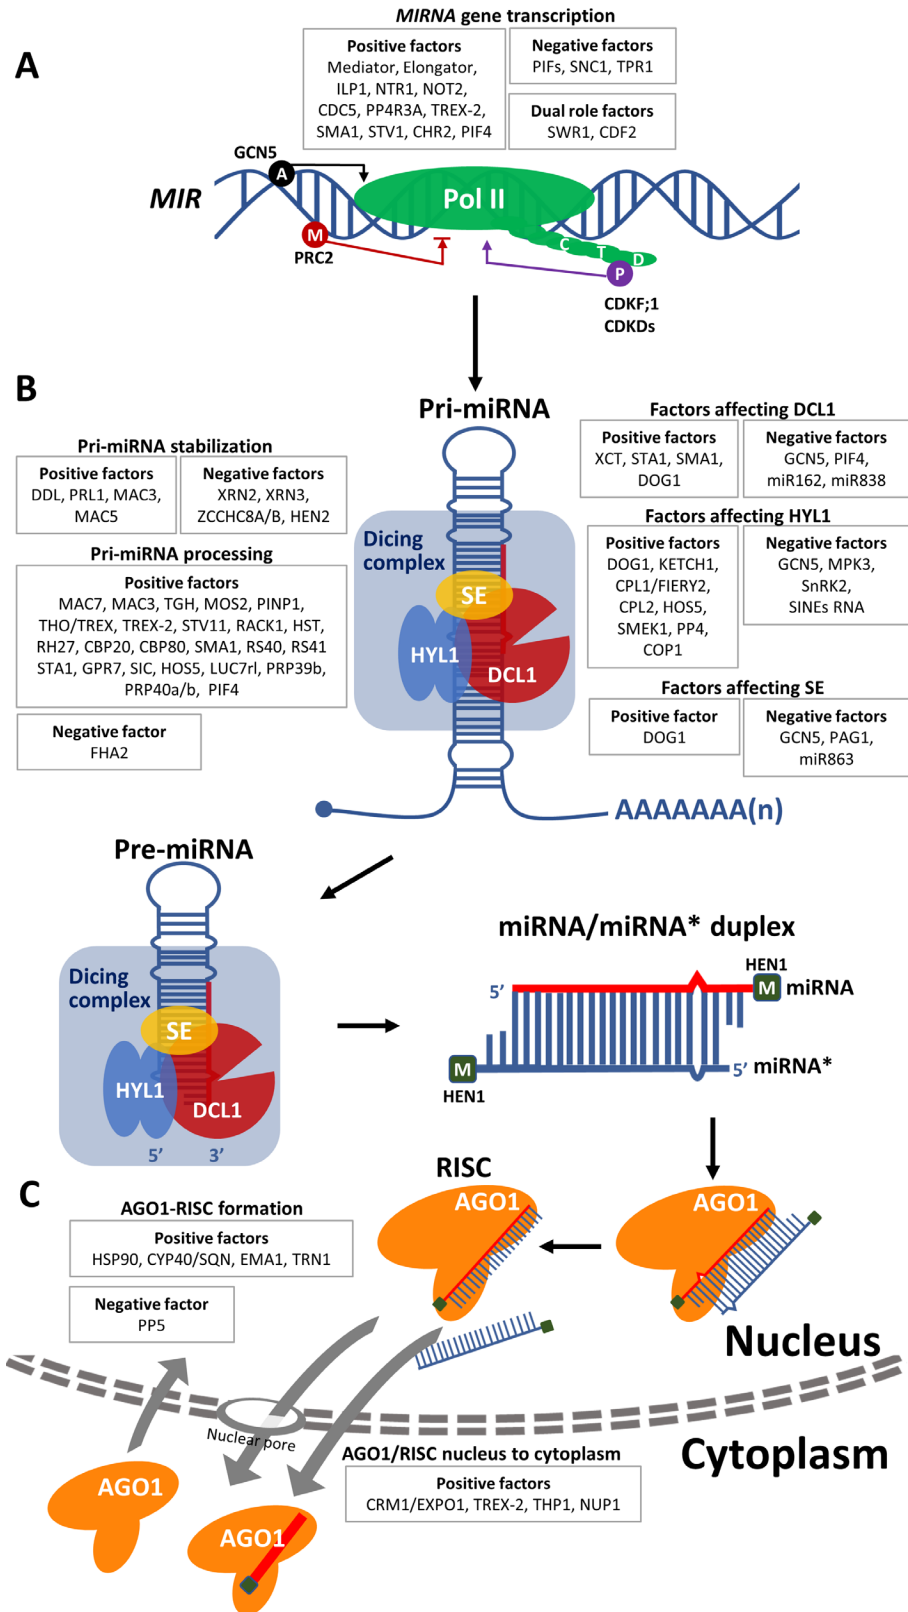 MIRNA gene transcription
A
Positive factors
Mediator, Elongator,
ILP1, NTR1, NOT2,
CDC5, PP4R3A, TREX-2,
SMA1, STV1, CHR2, PIF4
Negative factors
PIFs, SNC1, TPR1
Dual role factors
SWR1, CDF2
GCN5
A
MIR
Pol II
M
PRC2
C
T
D
P
CDKF;1
CDKDs
B
Pri-miRNA
Pri-miRNA stabilization
Positive factors
DDL, PRL1, MAC3,
MAC5
Negative factors
XRN2, XRN3,
ZCCHC8A/B, HEN2
Pri-miRNA processing
Positive factors
MAC7, MAC3, TGH, MOS2, PINP1,
THO/TREX, TREX-2, STV11, RACK1, HST,
RH27, CBP20, CBP80, SMA1, RS40, RS41
STA1, GPR7, SIC, HOS5, LUC7rl, PRP39b,
PRP40a/b, PIF4
Negative factor
FHA2
Dicing
complex
SE
HYL1
DCL1
Factors affecting DCL1
Positive factors
XCT, STA1, SMA1,
DOG1
Negative factors
GCN5, PIF4,
miR162, miR838
Factors affecting HYL1
Positive factors
DOG1, KETCH1,
CPL1/FIERY2,
CPL2, HOS5,
SMEK1, PP4,
COP1
Negative factors
GCN5, MPK3,
SnRK2,
SINEs RNA
Factors affecting SE
Positive factor
DOG1
Negative factors
GCN5, PAG1,
miR863
AAAAAAA(n)
Pre-miRNA
Dicing
complex
SE
HYL1
DCL1
5’
3’
miRNA/miRNA* duplex
HEN1
5’
M
miRNA
M
5’
miRNA*
HEN1
C
AGO1-RISC formation
Positive factors
HSP90, CYP40/SQN, EMA1, TRN1
Negative factor
PP5
RISC
AGO1
AGO1
Nucleus
Nuclear pore
Cytoplasm
AGO1/RISC nucleus to cytoplasm
Positive factors
CRM1/EXPO1, TREX-2, THP1, NUP1
AGO1
AGO1